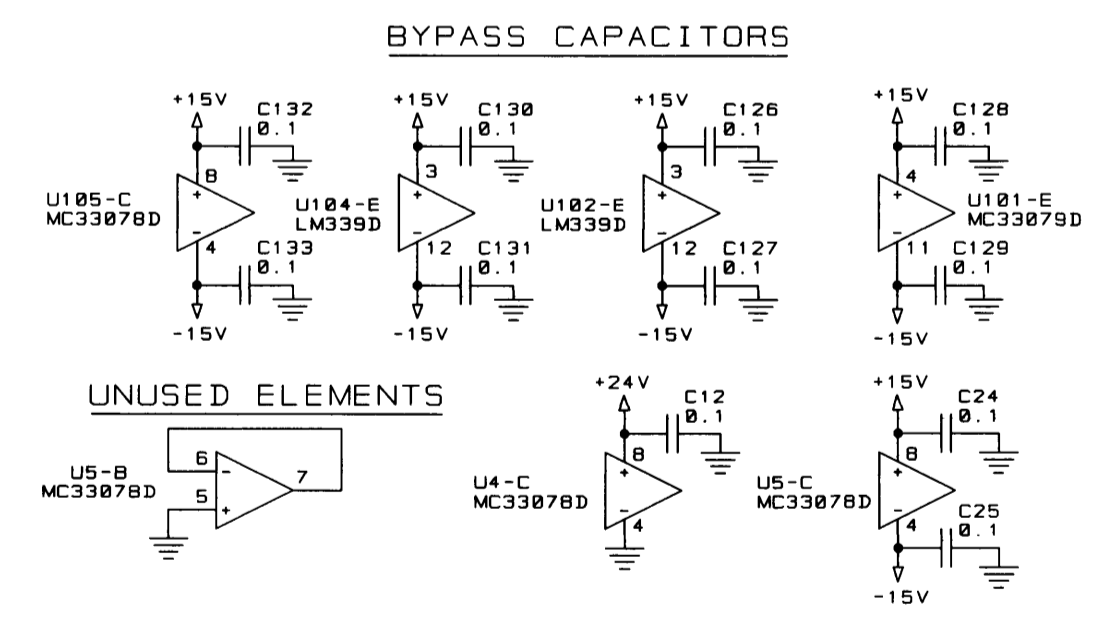 BYPASS CAPACITORS
+15V
C132
0.1
8
U105-C
MC33078D
+
-
4
C133
0.1
-15V
+15V
C130
0.1
3
U104-E
LM339D
+
-
12
C131
0.1
-15V
+15V
C126
0.1
3
U102-E
LM339D
+
-
12
C127
0.1
-15V
+15V
C128
0.1
4
U101-E
MC33079D
+
-
11
C129
0.1
-15V
UNUSED ELEMENTS
U5-B
MC33078D
6
-
5
+
7
+24V
C12
0.1
8
U4-C
MC33078D
+
-
4
+15V
C24
0.1
8
U5-C
MC33078D
+
-
4
C25
0.1
-15V